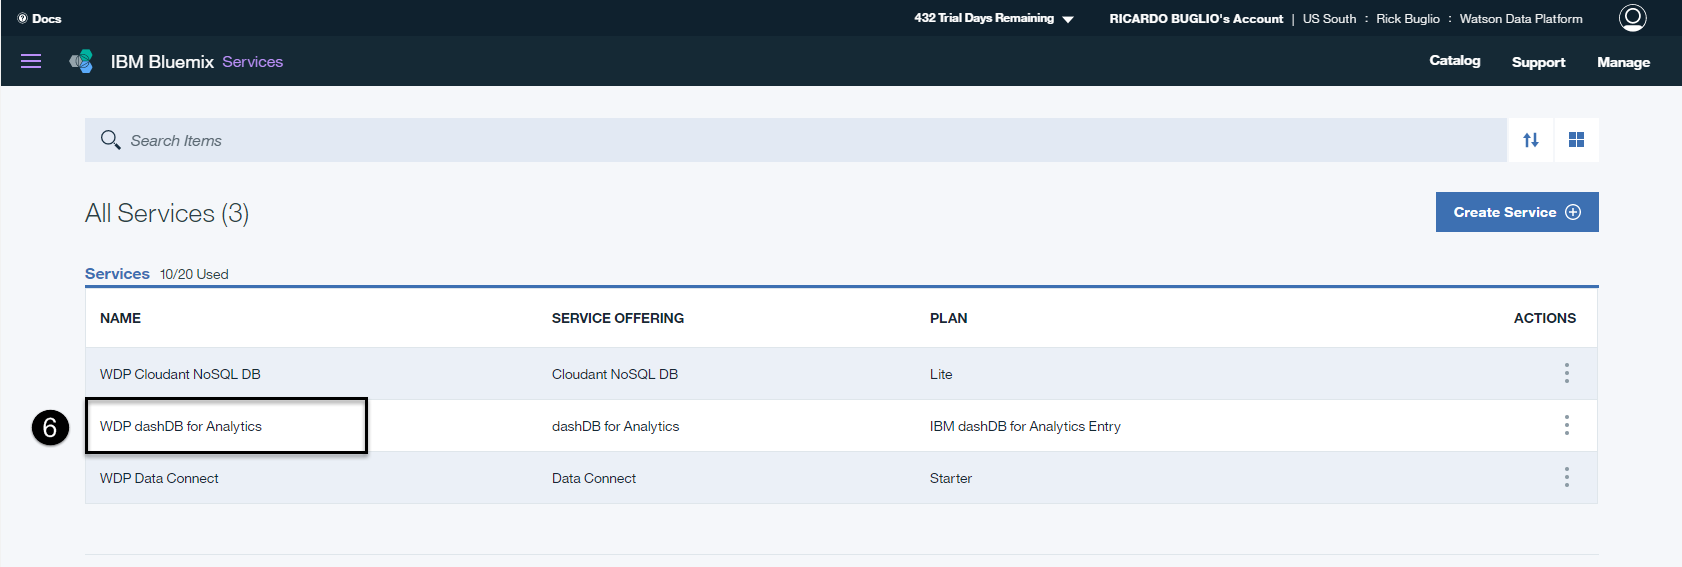 Docs
432 Trial Days Remaining
RICARDO BUGLIO's Account | US South : Rick Buglio : Watson Data Platform
IBM Bluemix Services
Catalog Support Manage
Search Items
All Services (3)
Create Service
Services 10/20 Used
NAME SERVICE OFFERING PLAN ACTIONS
WDP Cloudant NoSQL DB Cloudant NoSQL DB Lite
6 WDP dashDB for Analytics dashDB for Analytics IBM dashDB for Analytics Entry
WDP Data Connect Data Connect Starter